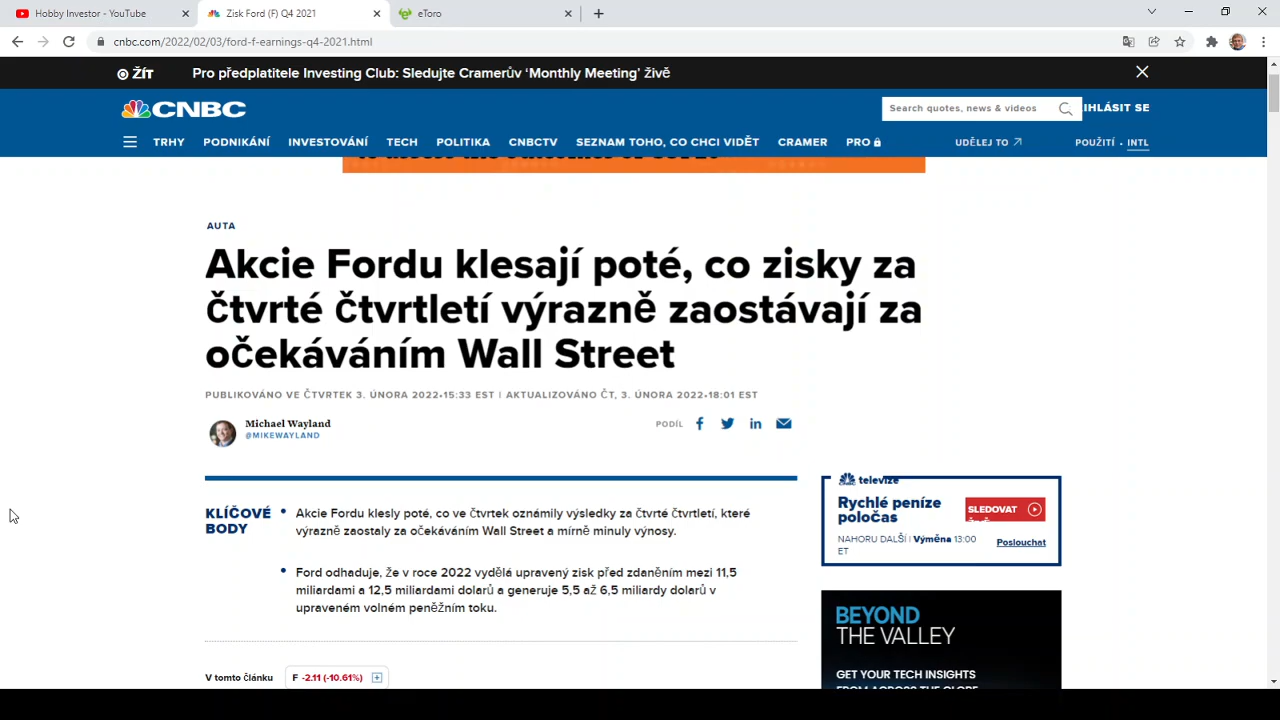 Hobby Investor - YouTube
Zisk Ford (F) Q4 2021
eToro
cnbc.com/2022/02/03/ford-f-earnings-q4-2021.html
ŽÍT
Pro předplatitele Investing Club: Sledujte Cramerův ‘Monthly Meeting’ živě
CNBC
Search quotes, news & videos
IHLÁSIT SE
TRHY PODNIKÁNÍ INVESTOVÁNÍ TECH POLITIKA CNBCTV SEZNAM TOHO, CO CHCI VIDĚT CRAMER PRO
UDĚLEJ TO
POUŽITÍ • INTL
AUTA
Akcie Fordu klesají poté, co zisky za
čtvrté čtvrtletí výrazně zaostávají za
očekáváním Wall Street
PUBLIKOVÁNO VE ČTVRTEK 3. ÚNORA 2022•15:33 EST | AKTUALIZOVÁNO ČT, 3. ÚNORA 2022•18:01 EST
Michael Wayland
@MIKEWAYLAND
PODÍL
KLÍČOVÉ
BODY
• Akcie Fordu klesly poté, co ve čtvrtek oznámily výsledky za čtvrté čtvrtletí, které
výrazně zaostaly za očekáváním Wall Street a mírně minuly výnosy.
• Ford odhaduje, že v roce 2022 vydělá upravený zisk před zdaněním mezi 11,5
miliardami a 12,5 miliardami dolarů a generuje 5,5 až 6,5 miliardy dolarů v
upraveném volném peněžním toku.
V tomto článku
F -2.11 (-10.61%)
CNBC televize
Rychlé peníze
poločas
SLEDOVAT
NAHORU DALŠÍ | Výměna 13:00
ET
Poslouchat
BEYOND
THE VALLEY
GET YOUR TECH INSIGHTS